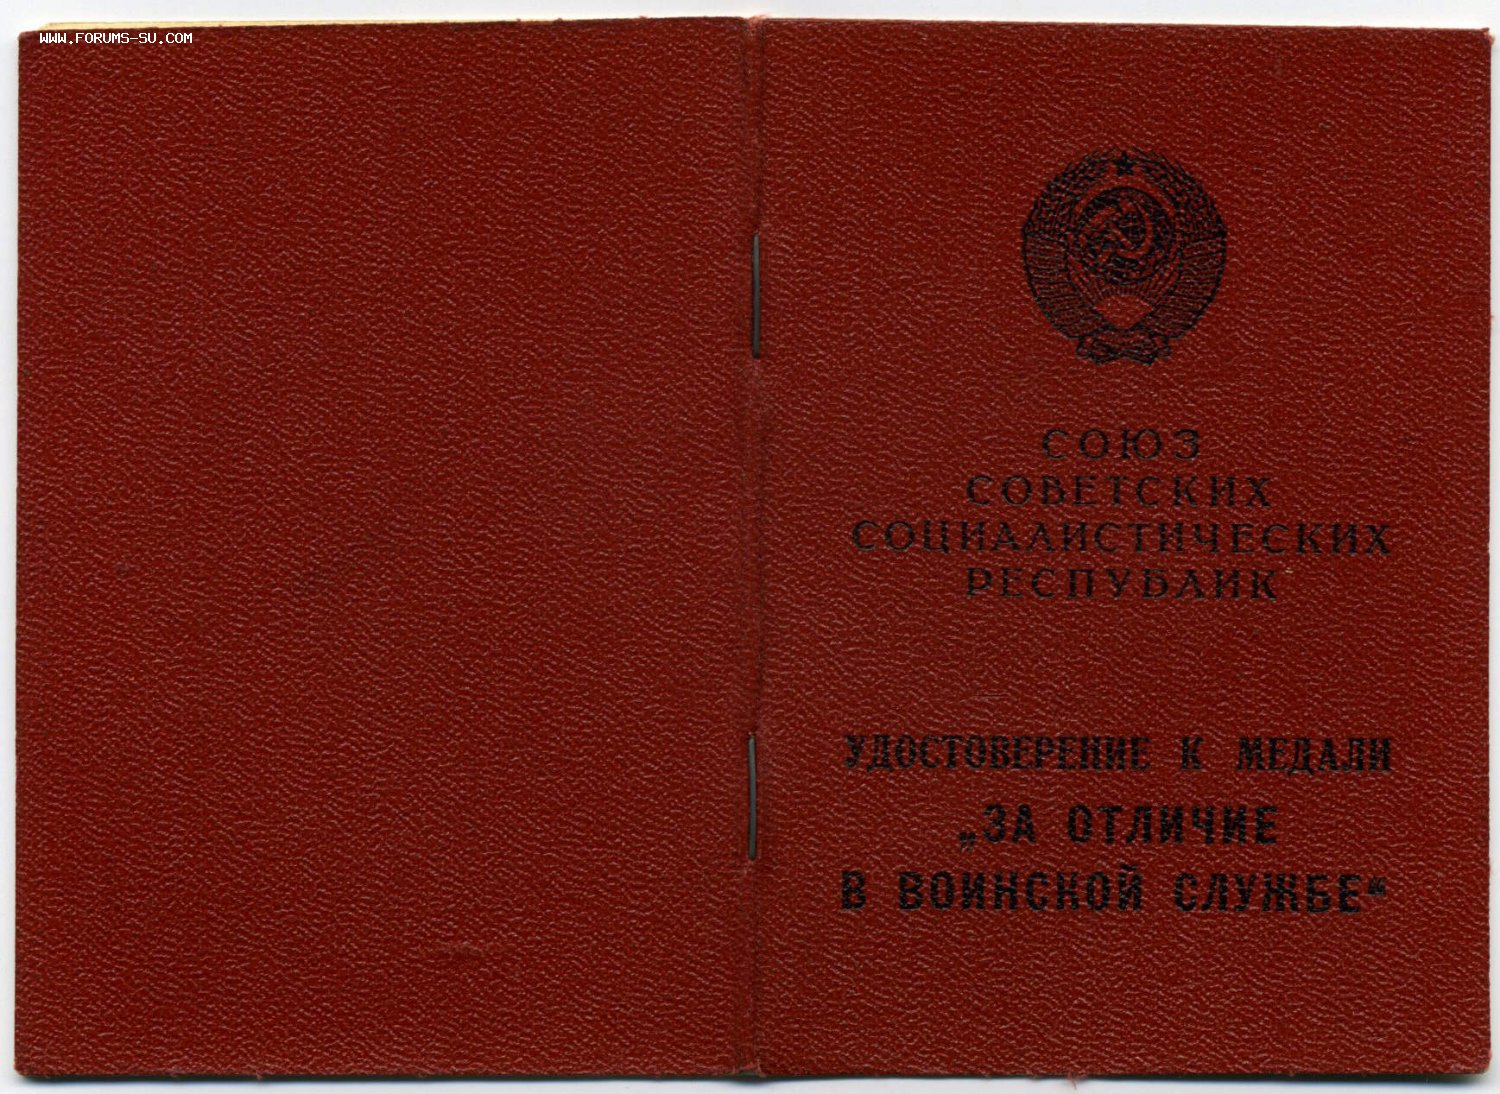 WWW.FORUMS-SU.COM
СОЮЗ
СОВЕТСКИХ
СОЦИАЛИСТИЧЕСКИХ
РЕСПУБЛИК
УДОСТОВЕРЕНИЕ К МЕДАЛИ
„ЗА ОТЛИЧИЕ
В ВОИНСКОЙ СЛУЖБЕ“